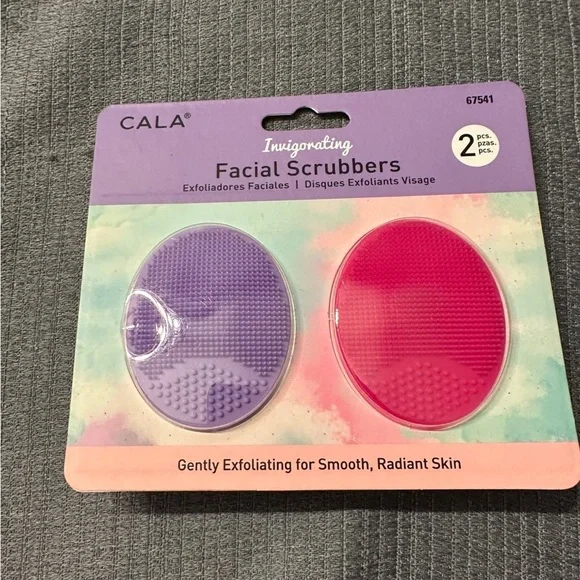 67541
CALA®
Invigorating
Facial Scrubbers
Exfoliadores Faciales | Disques Exfoliants Visage
2 pcs. pzas. pcs.
Gently Exfoliating for Smooth, Radiant Skin